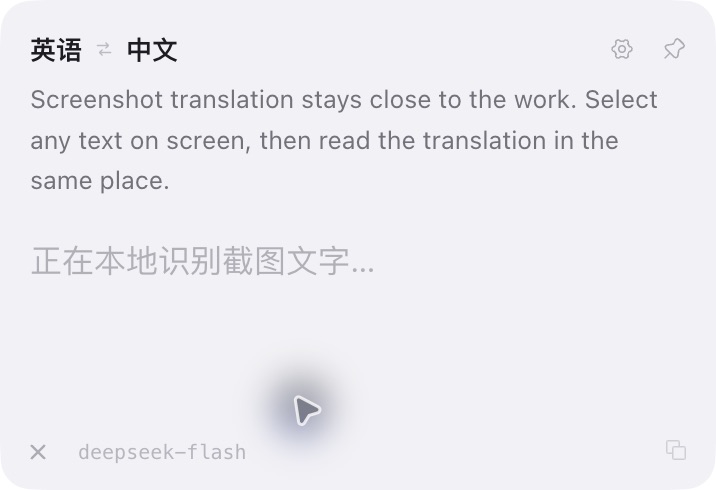 英语 中文
Screenshot translation stays close to the work. Select
any text on screen, then read the translation in the
same place.
正在本地识别截图文字...
deepseek-flash